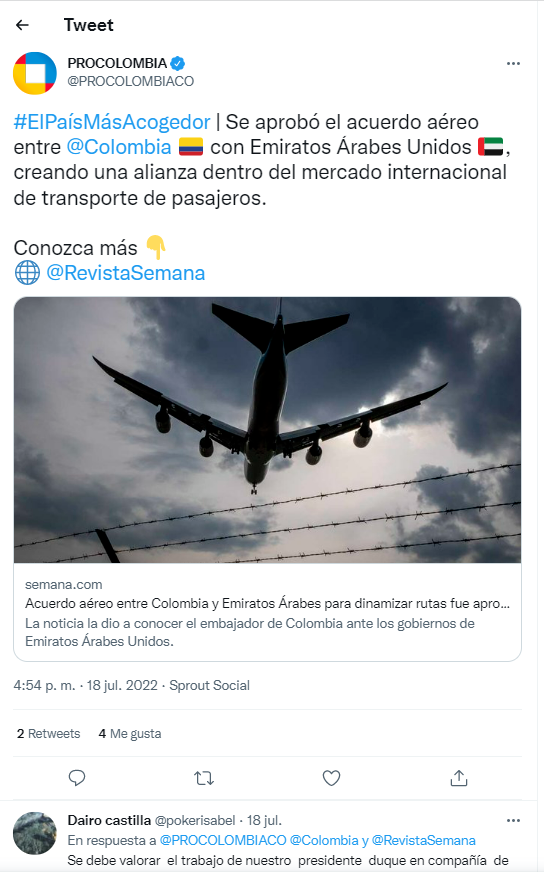 Tweet
PROCOLOMBIA
@PROCOLOMBIACO
#ElPaísMásAcogedor | Se aprobó el acuerdo aéreo
entre @Colombia 🇨🇴 con Emiratos Árabes Unidos 🇦🇪,
creando una alianza dentro del mercado internacional
de transporte de pasajeros.
Conozca más 👇
🌐 @RevistaSemana
semana.com
Acuerdo aéreo entre Colombia y Emiratos Árabes para dinamizar rutas fue apro...
La noticia la dio a conocer el embajador de Colombia ante los gobiernos de
Emiratos Árabes Unidos.
4:54 p. m. · 18 jul. 2022 · Sprout Social
2 Retweets 4 Me gusta
Dairo castilla @pokerisabel · 18 jul.
En respuesta a @PROCOLOMBIACO @Colombia y @RevistaSemana
Se debe valorar el trabajo de nuestro presidente duque en compañía de